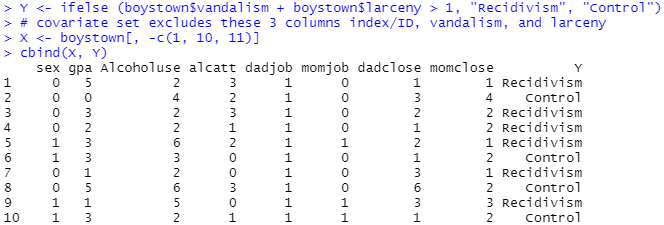 > Y <- ifelse (boystown$vandalism + boystown$larceny > 1, "Recidivism", "Control")
> # covariate set excludes these 3 columns index/ID, vandalism, and larceny
> X <- boystown[, -c(1, 10, 11)]
> cbind(X, Y)
sex gpa Alcoholuse alcatt dadjob momjob dadclose momclose Y
1 0 5 2 3 1 0 1 1 Recidivism
2 0 0 4 2 1 0 3 4 Control
3 0 3 2 3 1 0 2 2 Recidivism
4 0 2 2 1 1 0 1 2 Recidivism
5 1 3 6 2 1 1 2 1 Recidivism
6 1 3 3 0 1 0 1 2 Control
7 0 1 2 0 1 0 3 1 Recidivism
8 0 5 6 3 1 0 6 2 Control
9 1 1 5 0 1 1 3 3 Recidivism
10 1 3 2 1 1 1 1 2 Control